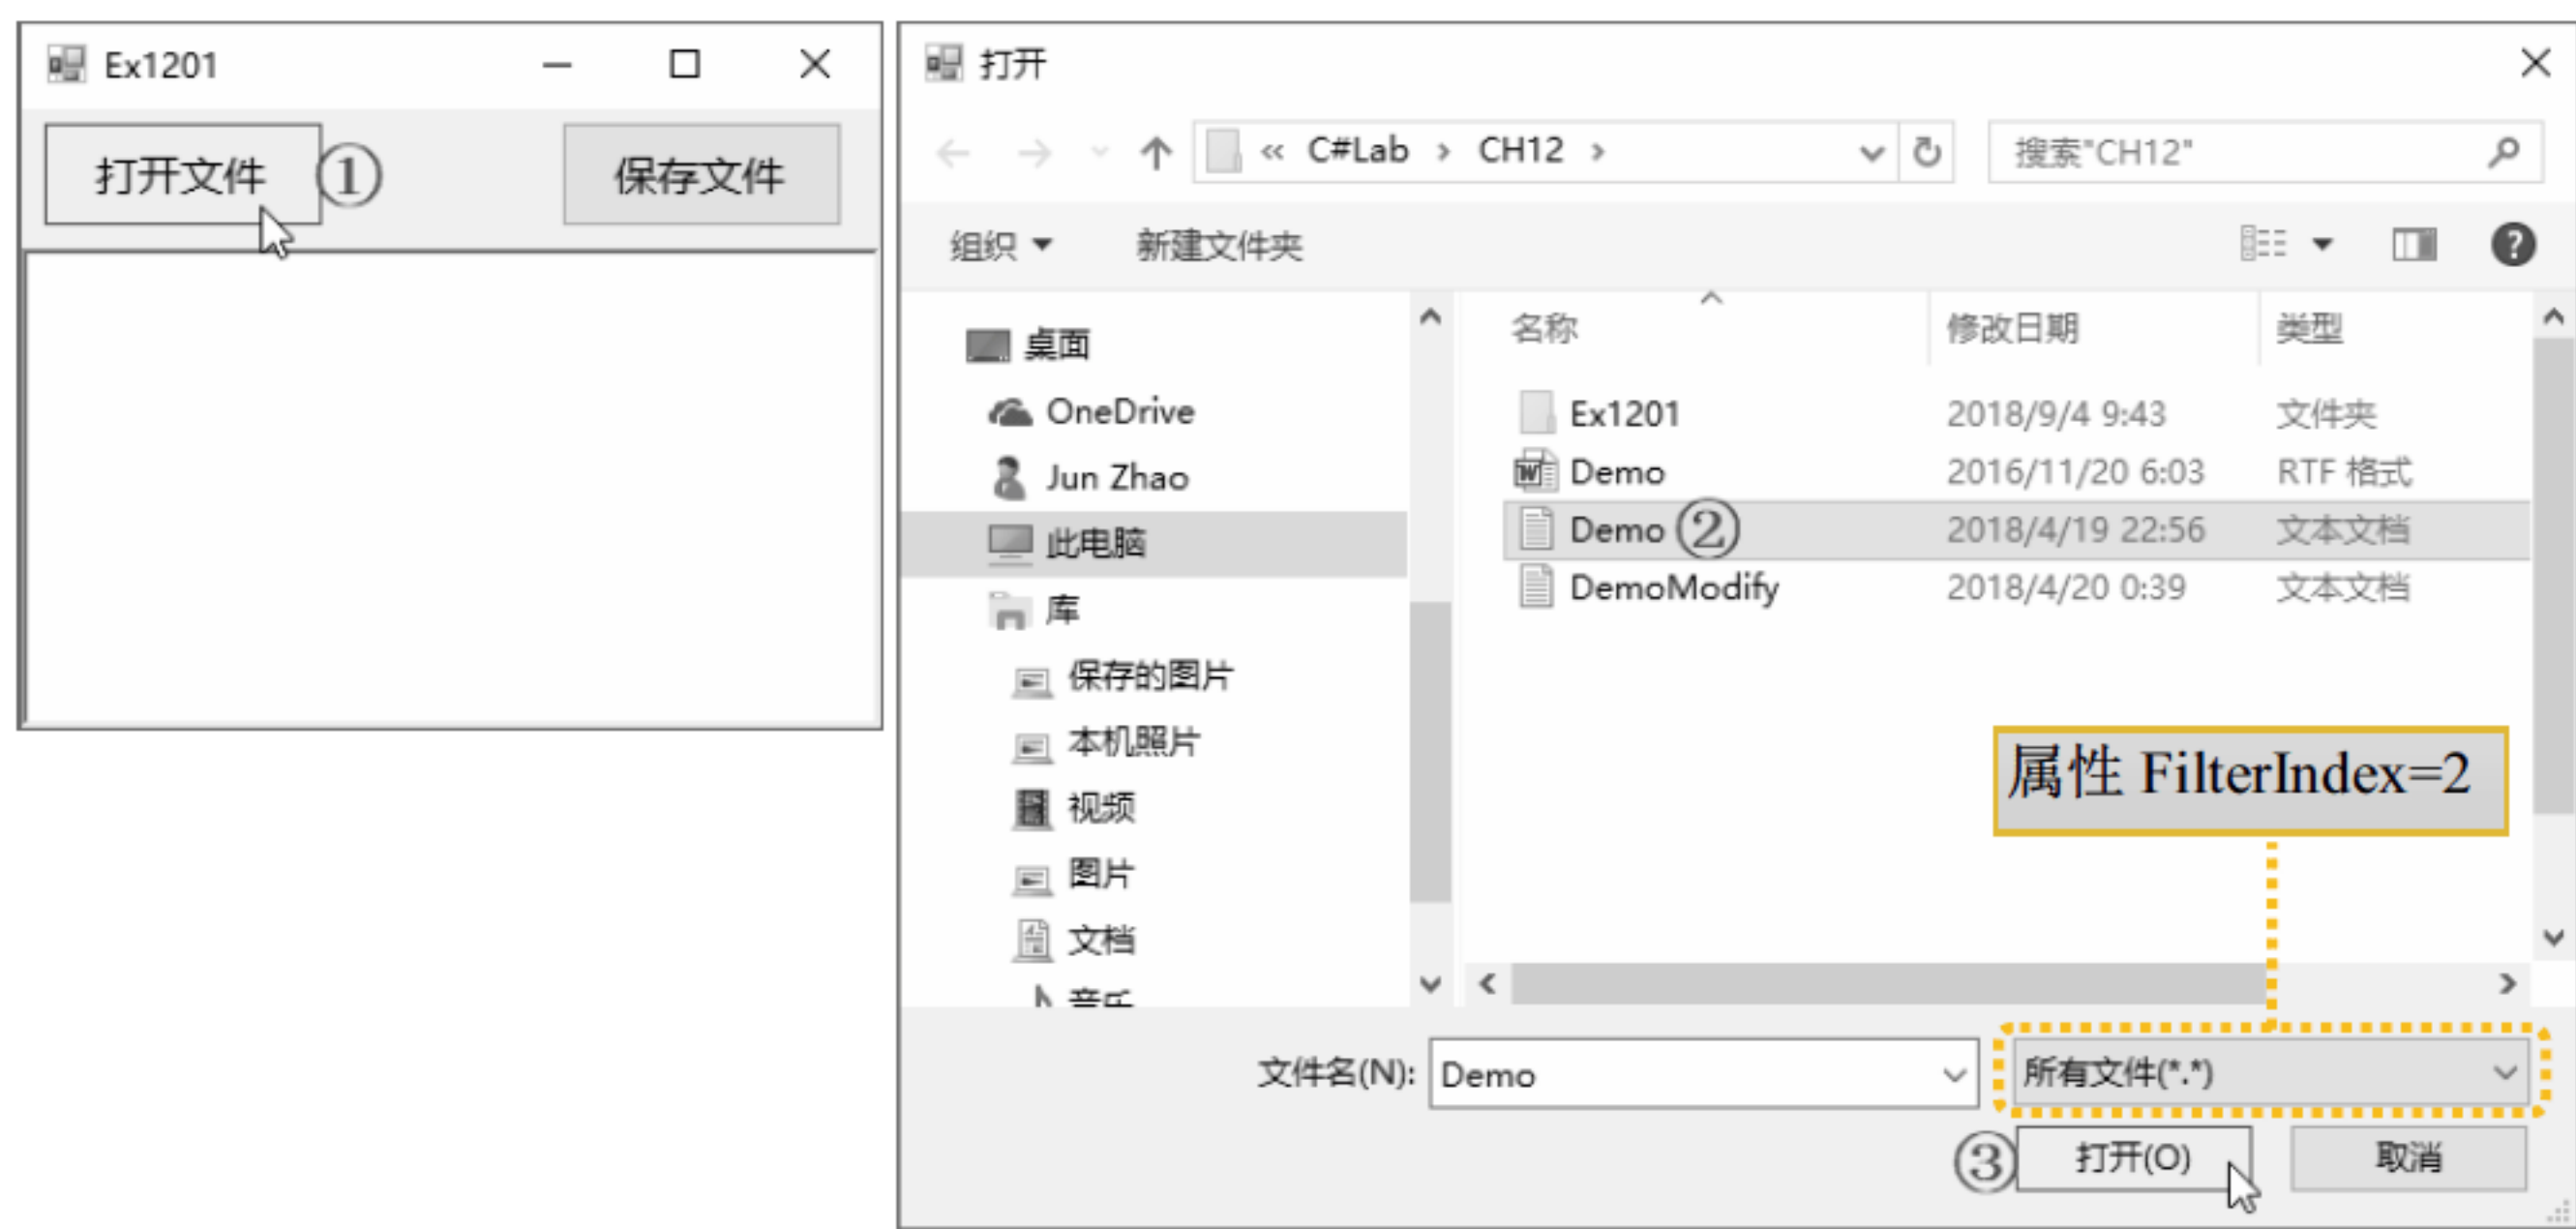 Ex1201
打开文件 ① 保存文件
打开
« C#Lab › CH12 ›
搜索"CH12"
组织 新建文件夹
桌面
OneDrive
Jun Zhao
此电脑
库
保存的图片
本机照片
视频
图片
文档
音乐
名称 修改日期 类型
Ex1201 2018/9/4 9:43 文件夹
Demo 2016/11/20 6:03 RTF 格式
Demo ② 2018/4/19 22:56 文本文档
DemoModify 2018/4/20 0:39 文本文档
属性 FilterIndex=2
文件名(N): Demo 所有文件(*.*)
③ 打开(O) 取消